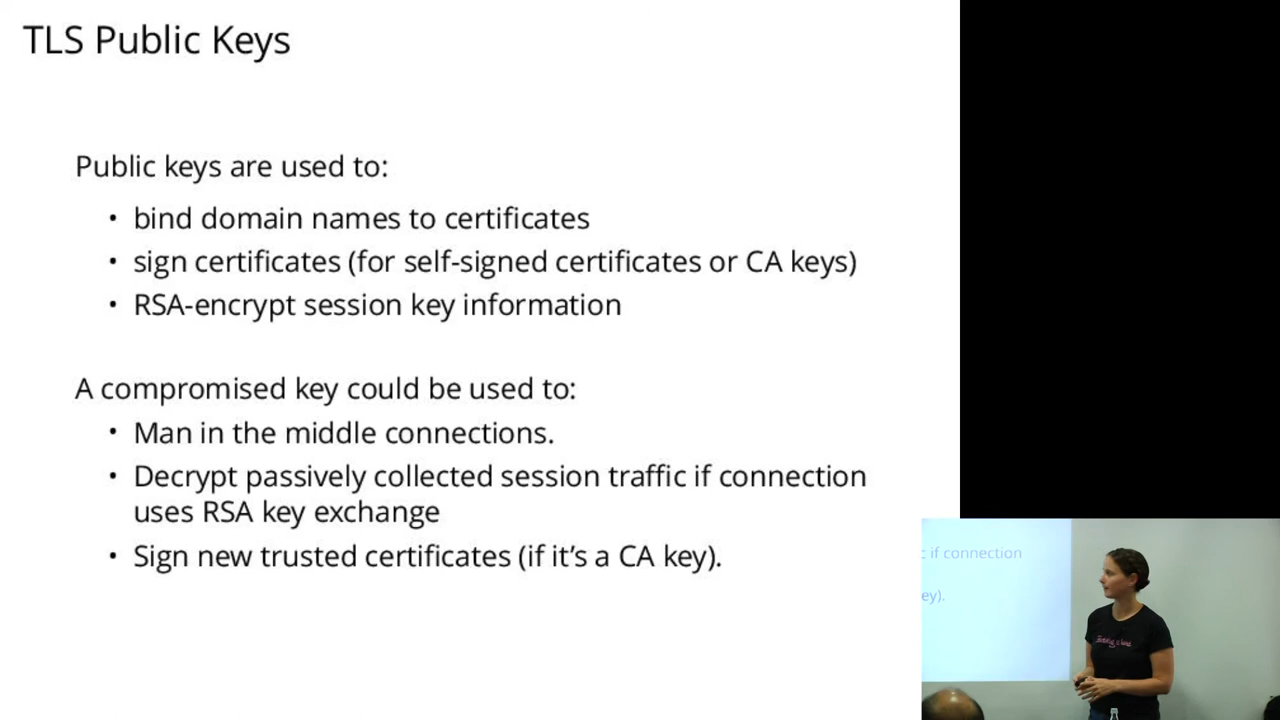 TLS Public Keys
Public keys are used to:
• bind domain names to certificates
• sign certificates (for self-signed certificates or CA keys)
• RSA-encrypt session key information
A compromised key could be used to:
• Man in the middle connections.
• Decrypt passively collected session traffic if connection
uses RSA key exchange
• Sign new trusted certificates (if it’s a CA key).
if connection
ey).